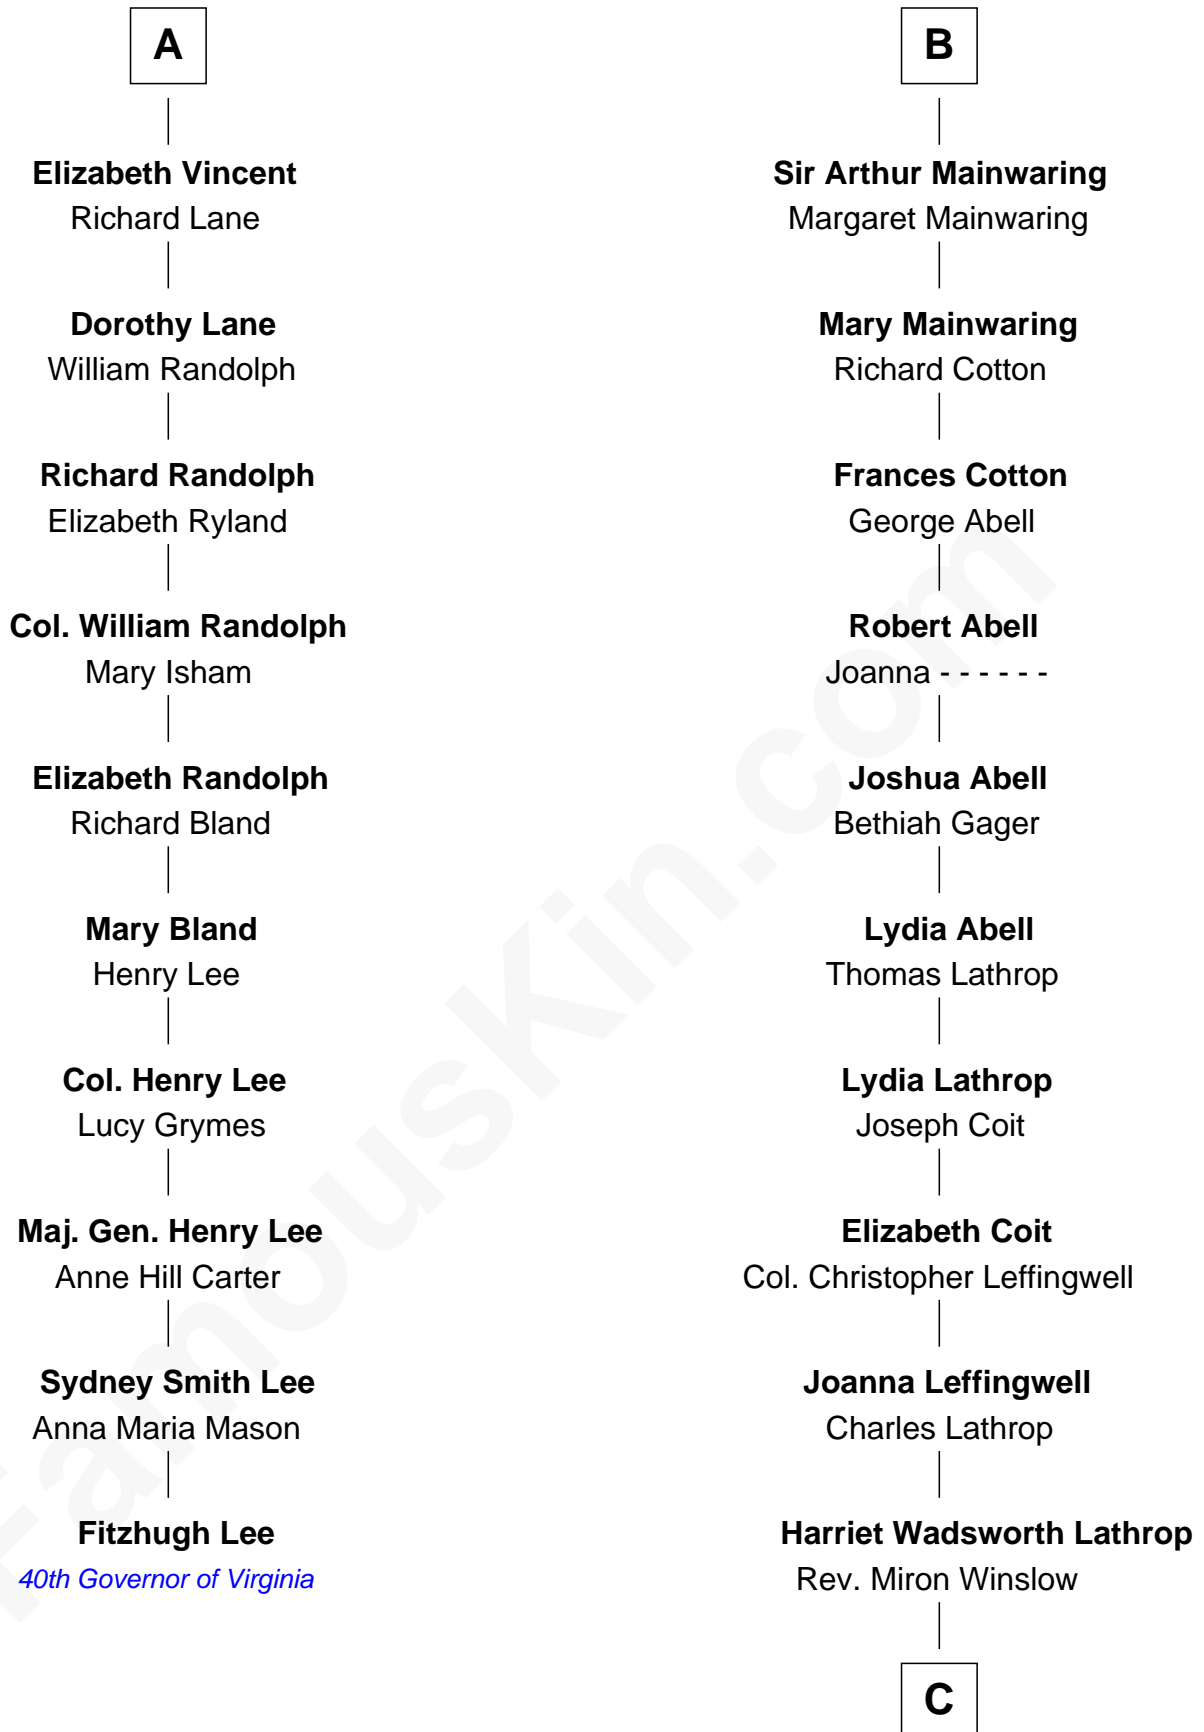 A
Elizabeth Vincent
Richard Lane
Dorothy Lane
William Randolph
Richard Randolph
Elizabeth Ryland
Col. William Randolph
Mary Isham
Elizabeth Randolph
Richard Bland
Mary Bland
Henry Lee
Col. Henry Lee
Lucy Grymes
Maj. Gen. Henry Lee
Anne Hill Carter
Sydney Smith Lee
Anna Maria Mason
Fitzhugh Lee
40th Governor of Virginia
B
Sir Arthur Mainwaring
Margaret Mainwaring
Mary Mainwaring
Richard Cotton
Frances Cotton
George Abell
Robert Abell
Joanna - - - - - -
Joshua Abell
Bethiah Gager
Lydia Abell
Thomas Lathrop
Lydia Lathrop
Joseph Coit
Elizabeth Coit
Col. Christopher Leffingwell
Joanna Leffingwell
Charles Lathrop
Harriet Wadsworth Lathrop
Rev. Miron Winslow
C
FamousKin.com